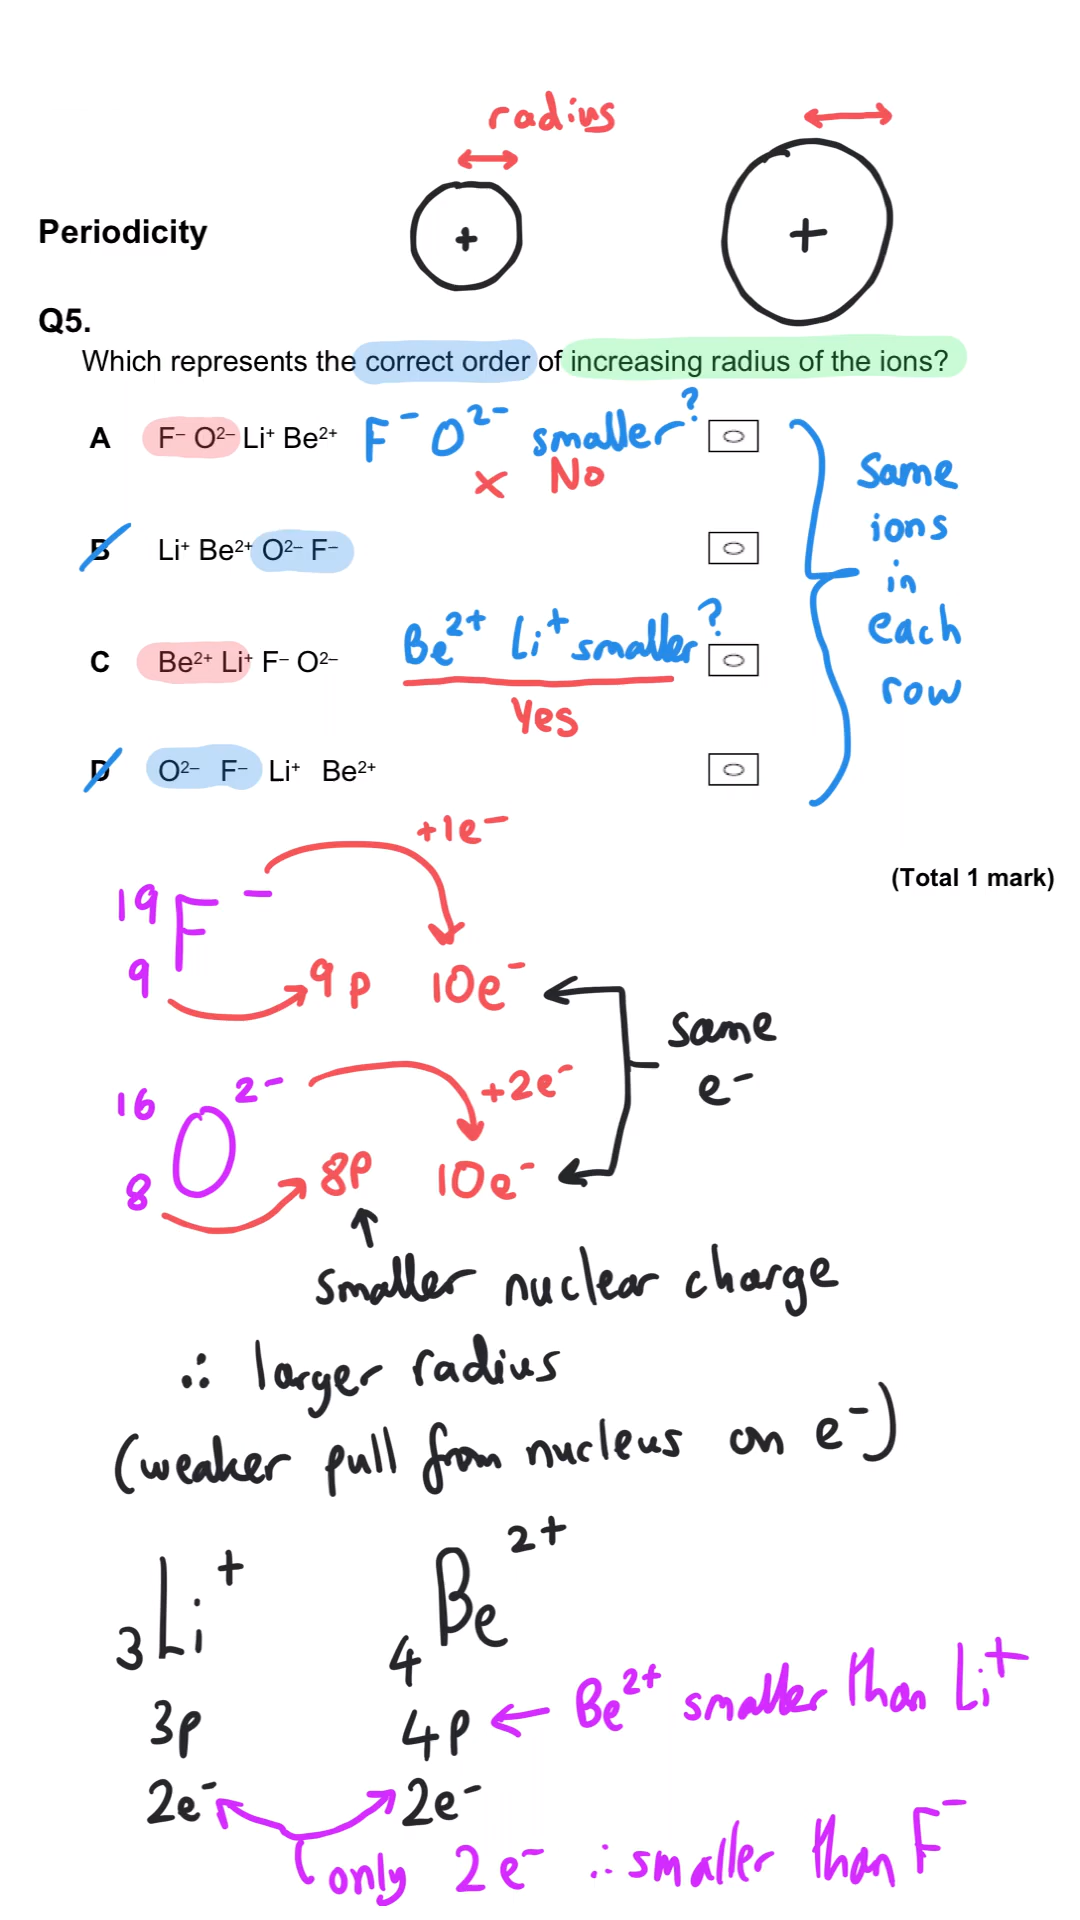 radius
Periodicity
Q5.
Which represents the correct order of increasing radius of the ions?
A F⁻ O²⁻ Li⁺ Be²⁺ F⁻ O²⁻ smaller?
× No
B Li⁺ Be²⁺ O²⁻ F⁻
C Be²⁺ Li⁺ F⁻ O²⁻ Be²⁺ Li⁺ smaller?
Yes
D O²⁻ F⁻ Li⁺ Be²⁺
Same
ions
in
each
row
(Total 1 mark)
+1e⁻
19 F⁻
9 9p 10e⁻
same
e⁻
16 O²⁻ +2e⁻
8 8p 10e⁻
smaller nuclear charge
∴ larger radius
(weaker pull from nucleus on e⁻)
₃Li⁺ ₄Be²⁺
3p 4p ← Be²⁺ smaller than Li⁺
2e⁻ 2e⁻
only 2e⁻ ∴ smaller than F⁻